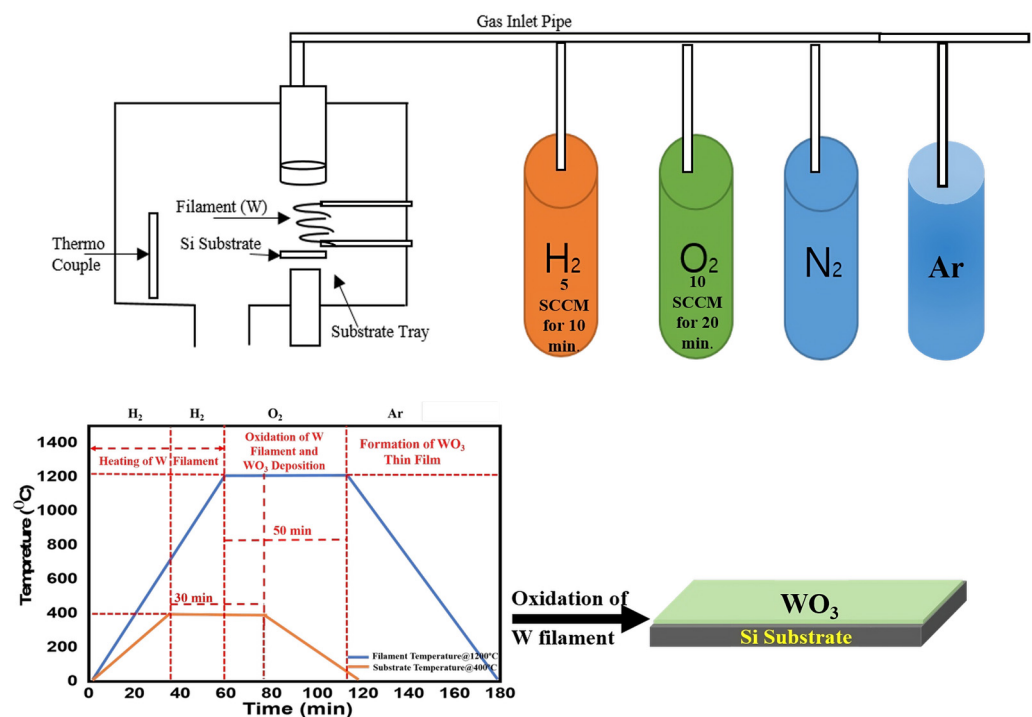 Gas Inlet Pipe
Filament (W)
Si Substrate
Thermo
Couple
Substrate Tray
H2
5
SCCM
for 10
min.
O2
10
SCCM
for 20
min.
N2
Ar
H2 H2 O2 Ar
Oxidation of W
Filament and
WO3 Deposition
Formation of WO3
Thin Film
Heating of W Filament
50 min
30 min
1400
1200
1000
800
600
400
200
0
Tempreture (⁰C)
Filament Temperature@1200°C
Substrate Temperature@400°C
0 20 40 60 80 100 120 140 160 180
Time (min)
Oxidation of
W filament
WO3
Si Substrate